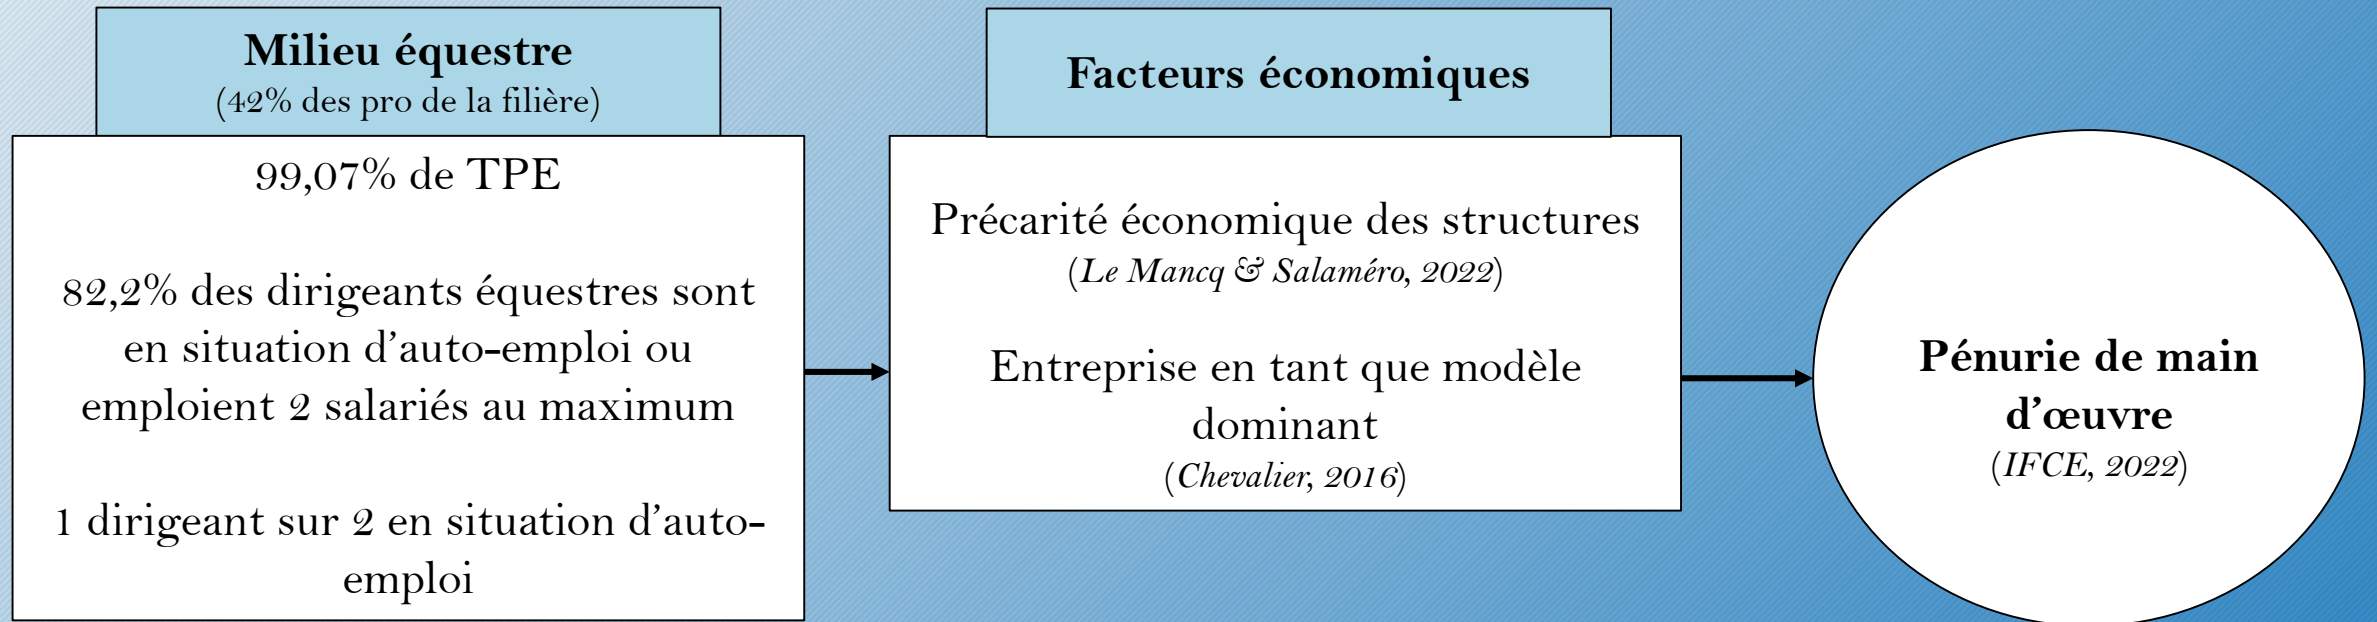 Milieu équestre
(42% des pro de la filière)
99,07% de TPE
82,2% des dirigeants équestres sont
en situation d’auto-emploi ou
emploient 2 salariés au maximum
1 dirigeant sur 2 en situation d’auto-
emploi
Facteurs économiques
Précarité économique des structures
(Le Mancq & Salaméro, 2022)
Entreprise en tant que modèle
dominant
(Chevalier, 2016)
Pénurie de main
d’œuvre
(IFCE, 2022)